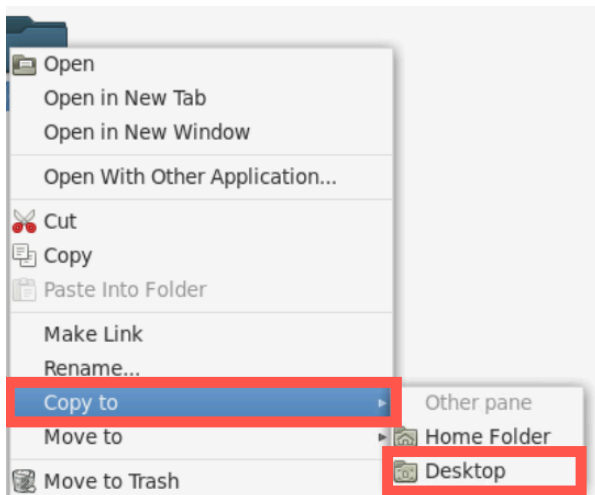 Open
Open in New Tab
Open in New Window
Open With Other Application...
Cut
Copy
Paste Into Folder
Make Link
Rename...
Copy to
Move to
Move to Trash
Other pane
Home Folder
Desktop